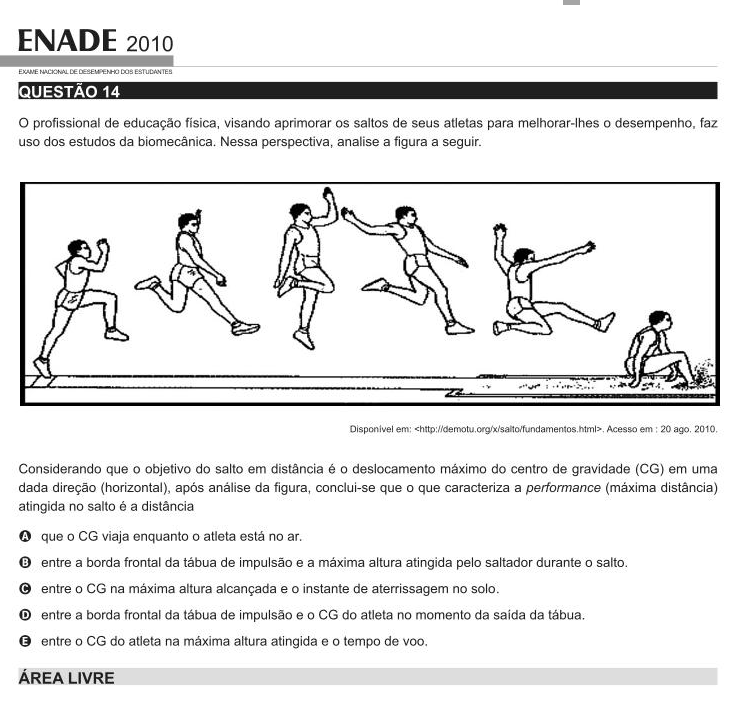 ENADE 2010
EXAME NACIONAL DE DESEMPENHO DOS ESTUDANTES
QUESTÃO 14
O profissional de educação física, visando aprimorar os saltos de seus atletas para melhorar-lhes o desempenho, faz
uso dos estudos da biomecânica. Nessa perspectiva, analise a figura a seguir.
Disponível em: <http://demotu.org/x/salto/fundamentos.html>. Acesso em : 20 ago. 2010.
Considerando que o objetivo do salto em distância é o deslocamento máximo do centro de gravidade (CG) em uma
dada direção (horizontal), após análise da figura, conclui-se que o que caracteriza a performance (máxima distância)
atingida no salto é a distância
A que o CG viaja enquanto o atleta está no ar.
B entre a borda frontal da tábua de impulsão e a máxima altura atingida pelo saltador durante o salto.
C entre o CG na máxima altura alcançada e o instante de aterrissagem no solo.
D entre a borda frontal da tábua de impulsão e o CG do atleta no momento da saída da tábua.
E entre o CG do atleta na máxima altura atingida e o tempo de voo.
ÁREA LIVRE